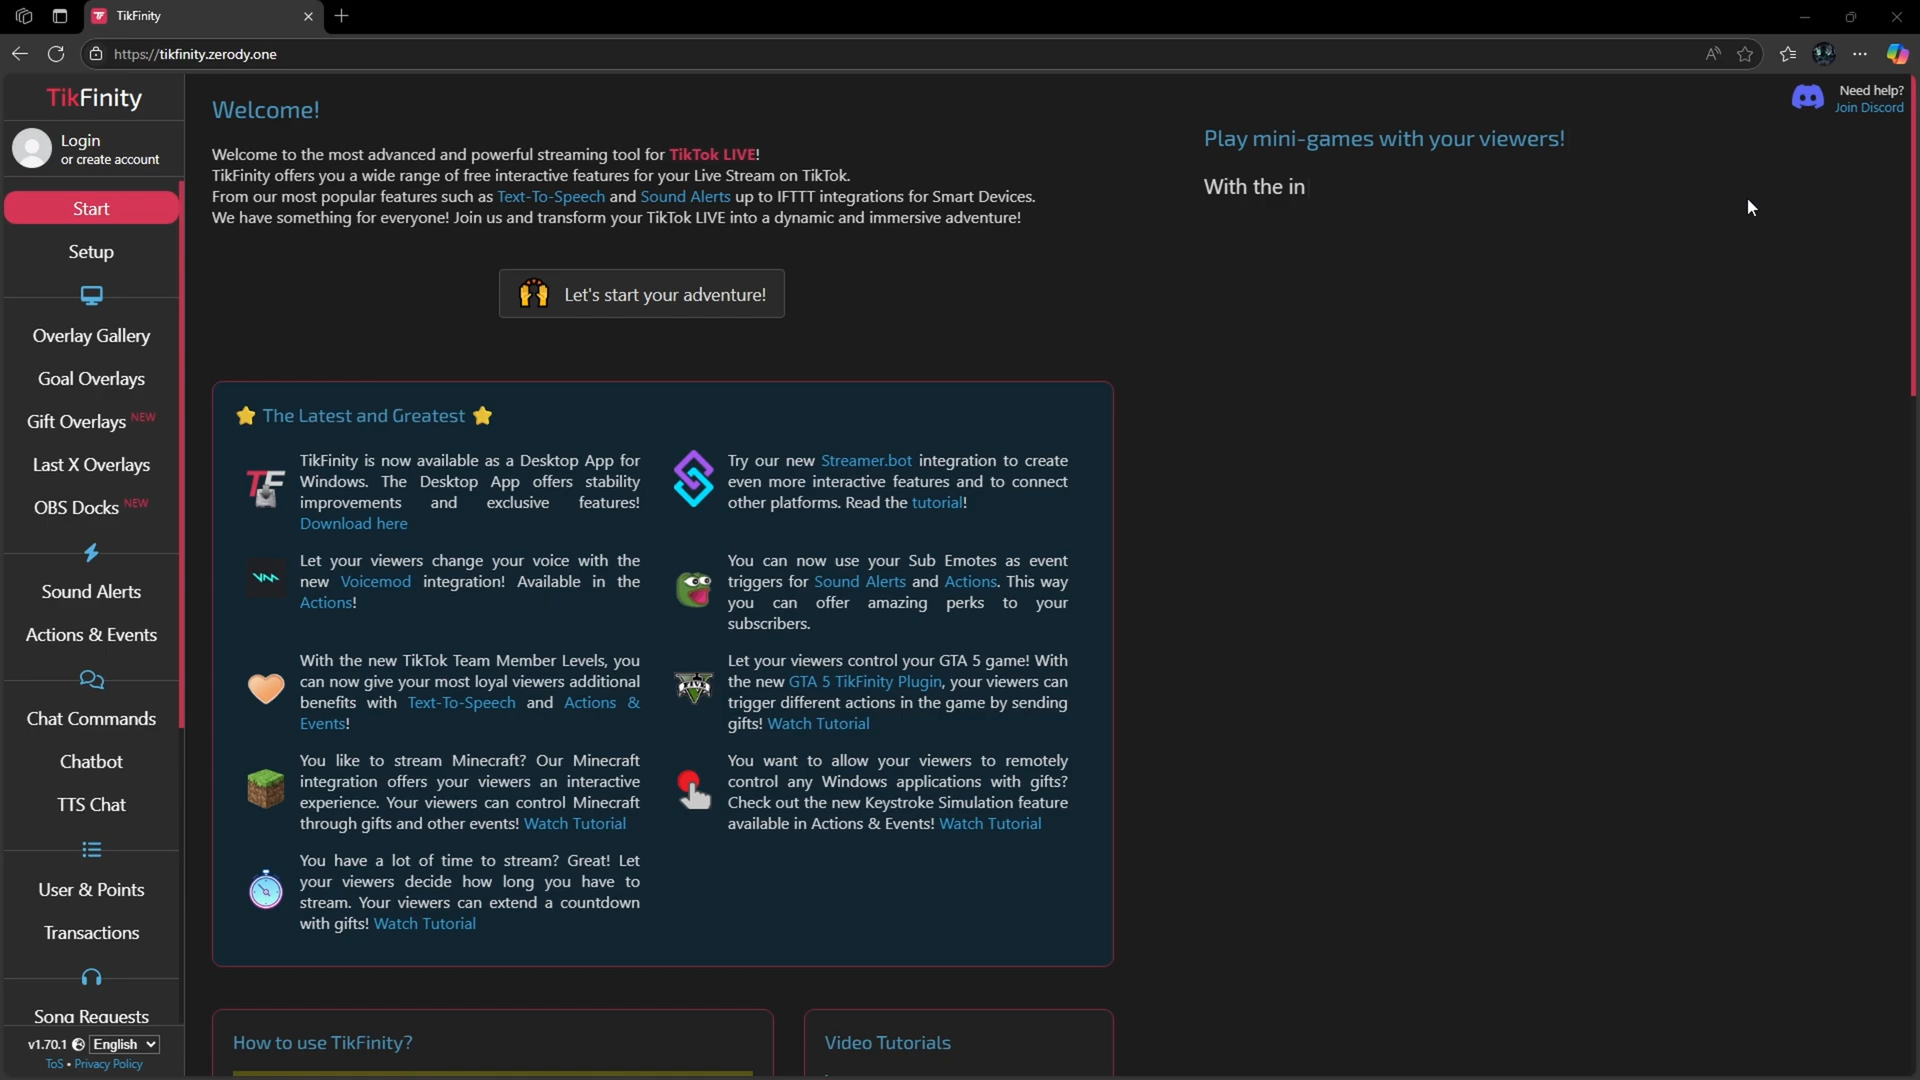 TikFinity
https://tikfinity.zerody.one
TikFinity
Login
or create account
Start
Setup
Overlay Gallery
Goal Overlays
Gift Overlays NEW
Last X Overlays
OBS Docks NEW
Sound Alerts
Actions & Events
Chat Commands
Chatbot
TTS Chat
User & Points
Transactions
Song Requests
v1.70.1 English
ToS • Privacy Policy
Welcome!
Welcome to the most advanced and powerful streaming tool for TikTok LIVE!
TikFinity offers you a wide range of free interactive features for your Live Stream on TikTok.
From our most popular features such as Text-To-Speech and Sound Alerts up to IFTTT integrations for Smart Devices.
We have something for everyone! Join us and transform your TikTok LIVE into a dynamic and immersive adventure!
Let's start your adventure!
The Latest and Greatest
TikFinity is now available as a Desktop App for
Windows. The Desktop App offers stability
improvements and exclusive features!
Download here
Try our new Streamer.bot integration to create
even more interactive features and to connect
other platforms. Read the tutorial!
Let your viewers change your voice with the
new Voicemod integration! Available in the
Actions!
You can now use your Sub Emotes as event
triggers for Sound Alerts and Actions. This way
you can offer amazing perks to your
subscribers.
With the new TikTok Team Member Levels, you
can now give your most loyal viewers additional
benefits with Text-To-Speech and Actions &
Events!
Let your viewers control your GTA 5 game! With
the new GTA 5 TikFinity Plugin, your viewers can
trigger different actions in the game by sending
gifts! Watch Tutorial
You like to stream Minecraft? Our Minecraft
integration offers your viewers an interactive
experience. Your viewers can control Minecraft
through gifts and other events! Watch Tutorial
You want to allow your viewers to remotely
control any Windows applications with gifts?
Check out the new Keystroke Simulation feature
available in Actions & Events! Watch Tutorial
You have a lot of time to stream? Great! Let
your viewers decide how long you have to
stream. Your viewers can extend a countdown
with gifts! Watch Tutorial
How to use TikFinity?
Video Tutorials
Play mini-games with your viewers!
With the in
Need help?
Join Discord